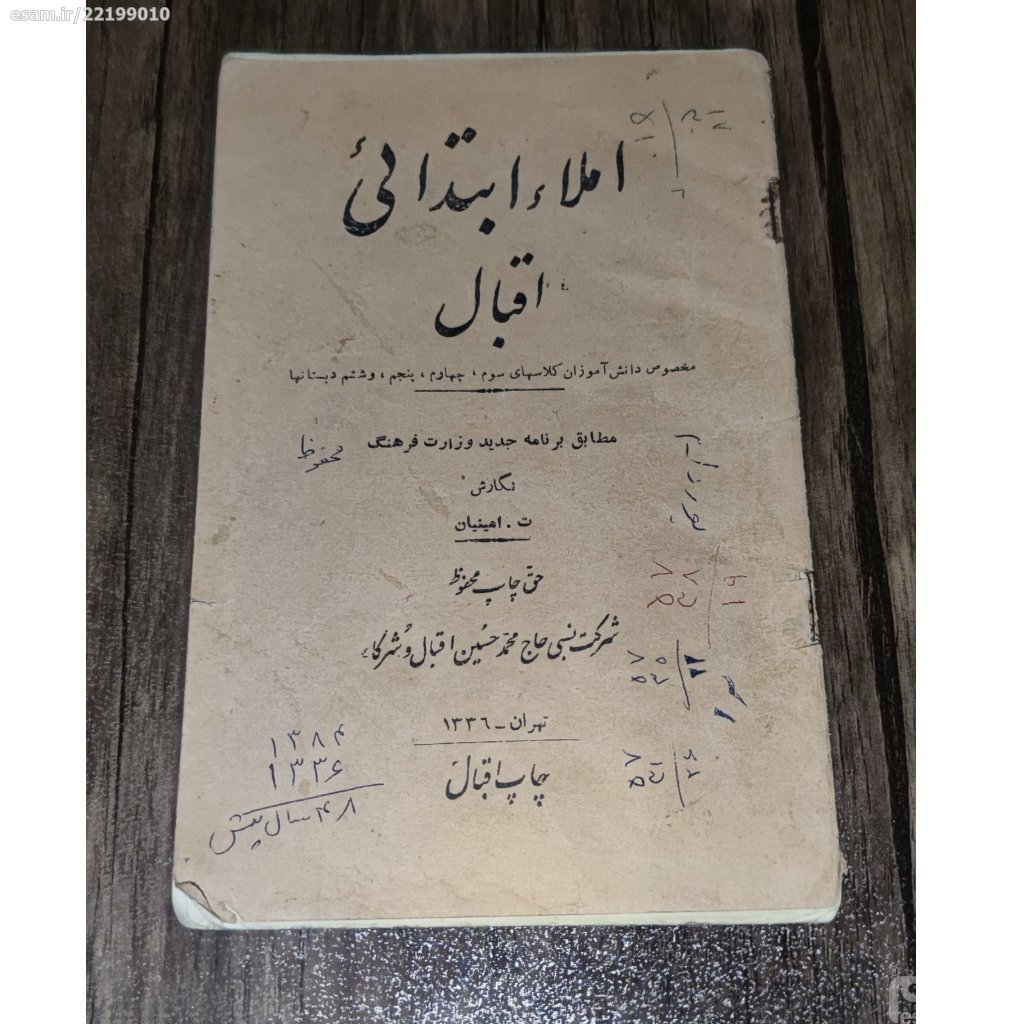 esam.ir/22199010
املاء ابتدائی
اقبال
مخصوص دانش آموزان کلاسهای سوم ، چهارم ، پنجم ، وششم دبستانها
مطابق برنامه جدید وزارت فرهنگ
محفوظ
نگارش
ت . امینیان
حق چاپ محفوظ
شرکت نسبی حاج محمد حسین اقبال و شرکاء
تهران ـ ۱۳۳۶
چاپ اقبال
۱۳۸۴
۱۳۳۶
۴۸ سال پیش